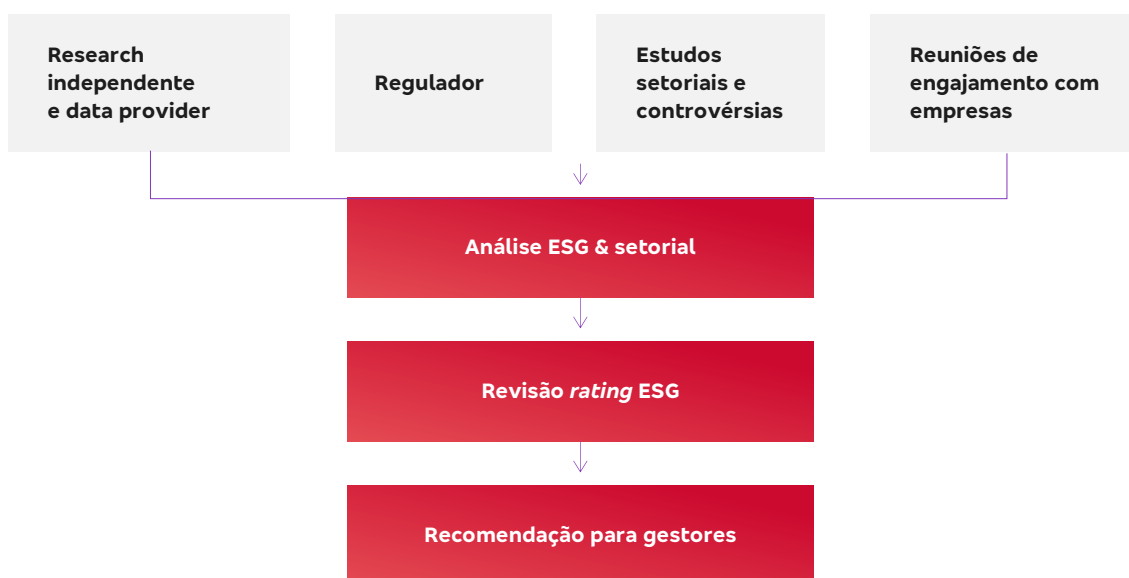 Research
independente
e data provider
Regulador
Estudos
setoriais e
controvérsias
Reuniões de
engajamento com
empresas
Análise ESG & setorial
Revisão rating ESG
Recomendação para gestores